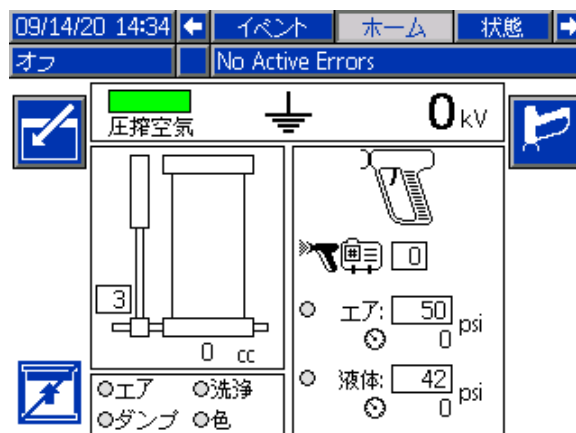 09/14/20 14:34 イベント ホーム 状態
オフ No Active Errors
圧搾空気 0 kV
# 0
3
0 cc
エア: 50 psi
0
液体: 42 psi
0
エア 洗浄
ダンプ 色